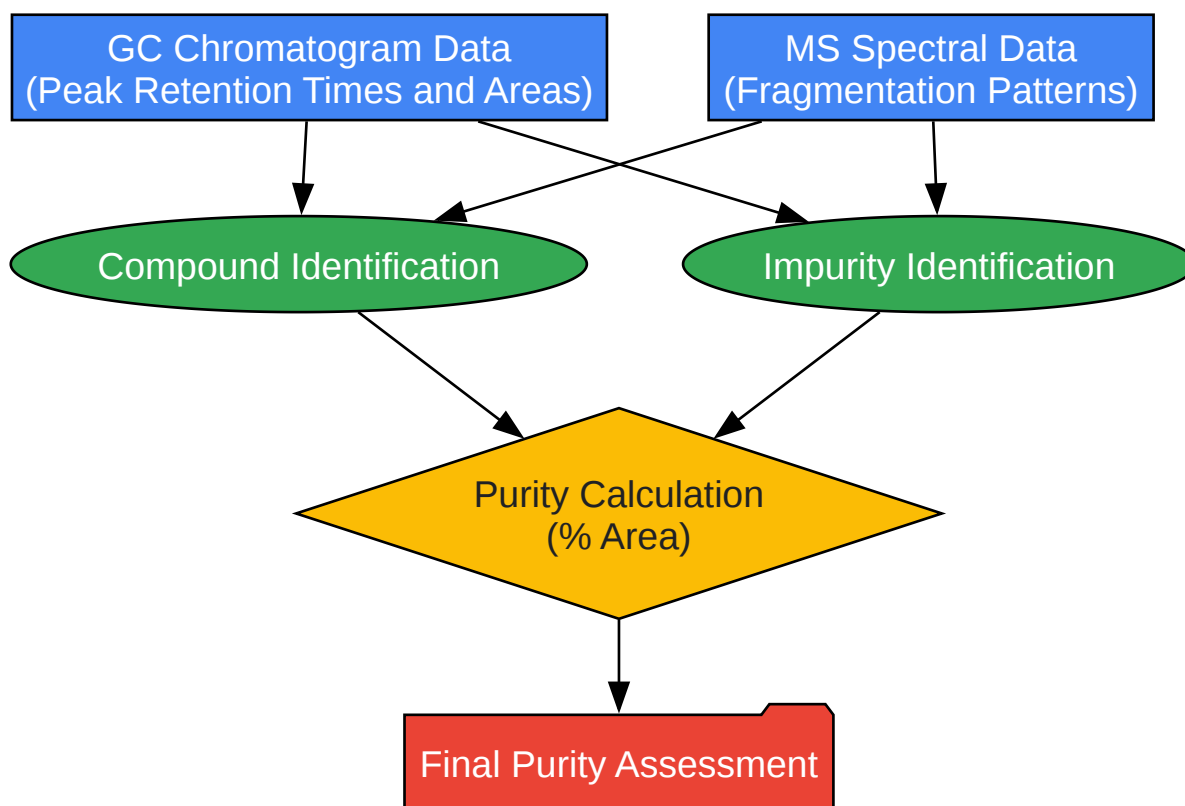 GC Chromatogram Data
(Peak Retention Times and Areas)
MS Spectral Data
(Fragmentation Patterns)
Compound Identification
Impurity Identification
Purity Calculation
(% Area)
Final Purity Assessment